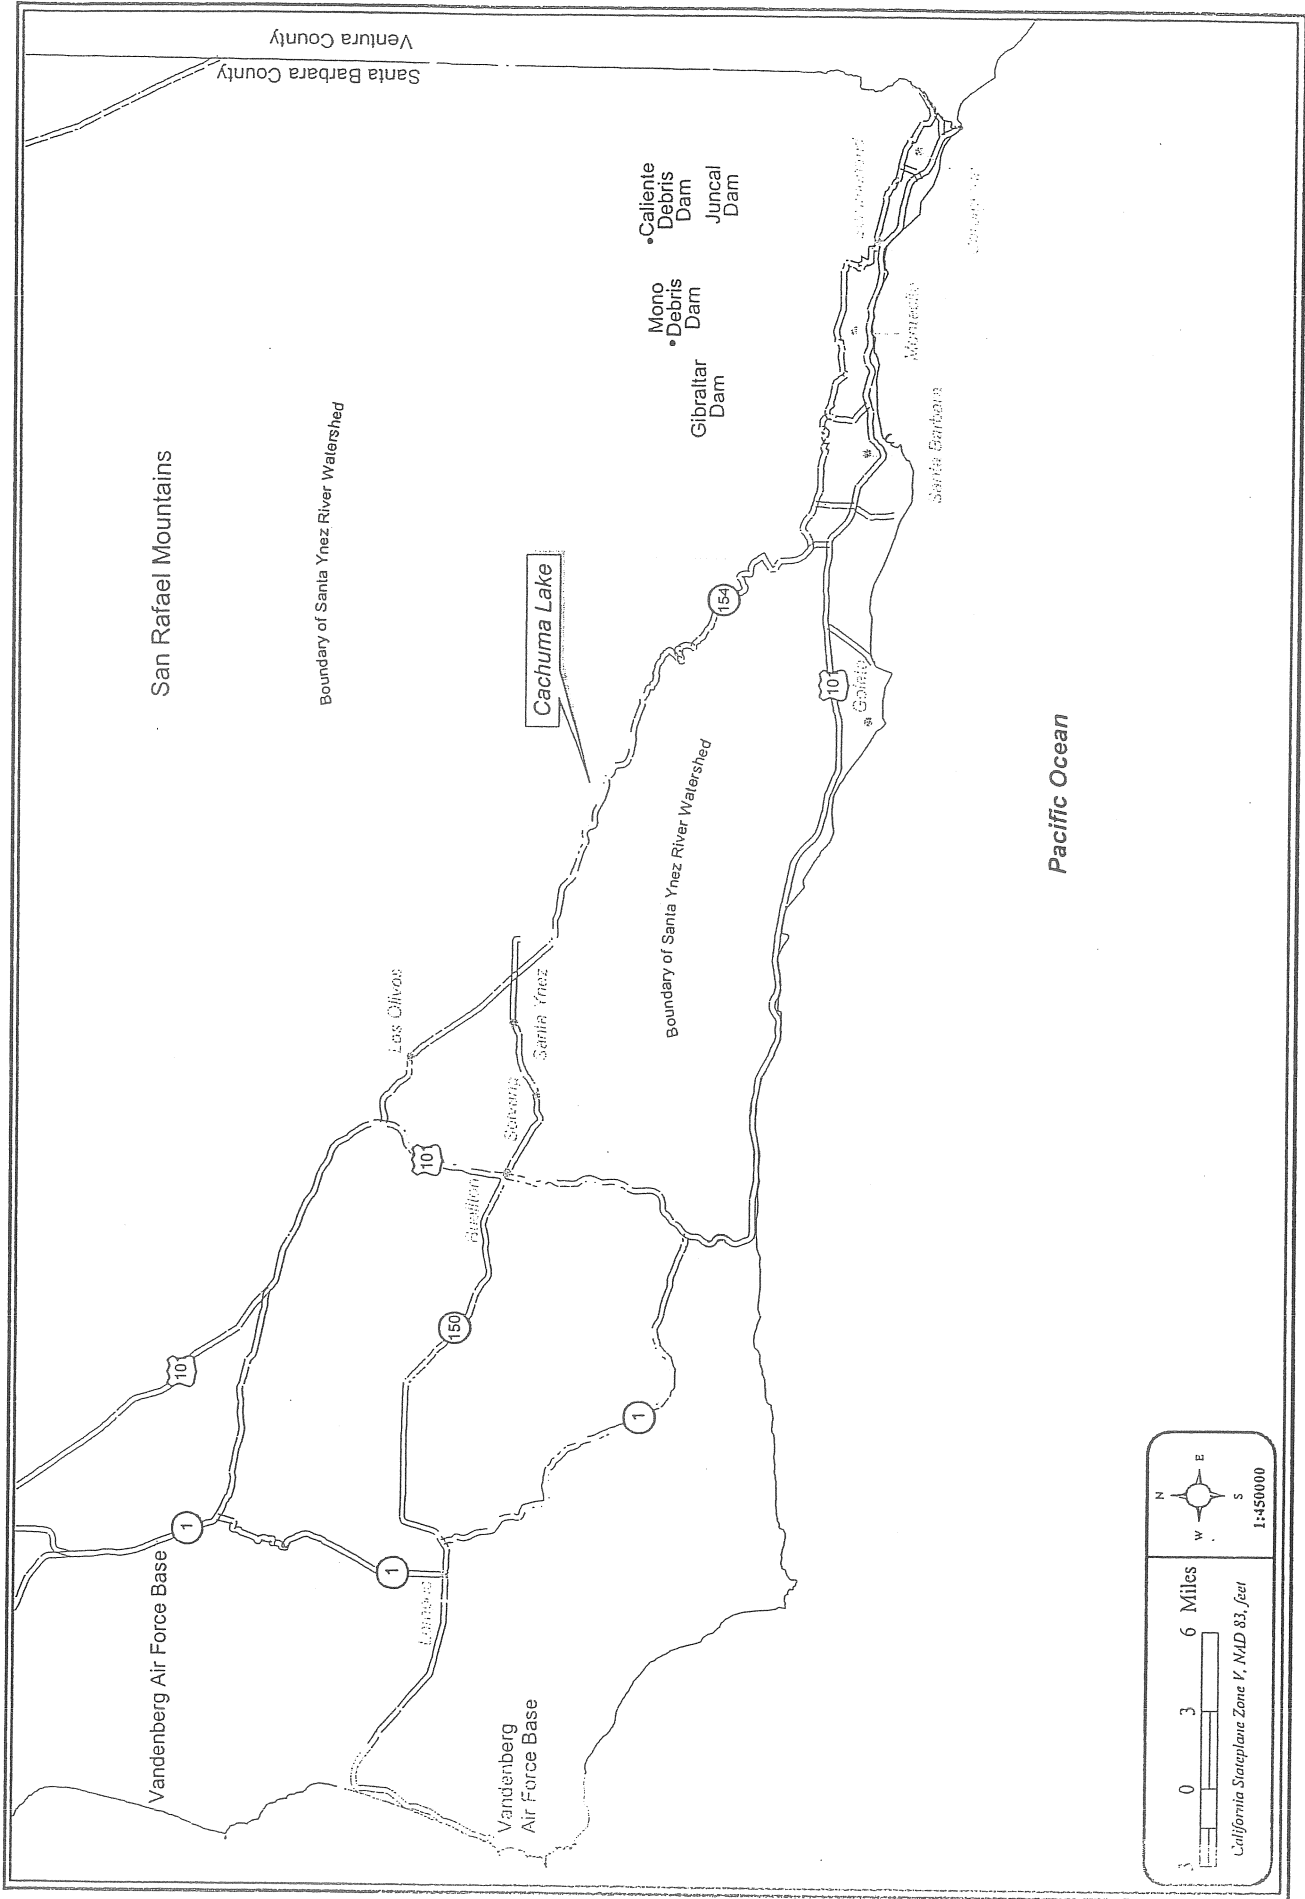 Ventura County
Santa Barbara County
San Rafael Mountains
Boundary of Santa Ynez River Watershed
Cachuma Lake
Caliente
Debris
Dam
Juncal
Dam
Mono
Debris
Dam
Gibraltar
Dam
154
101
Goleta
Santa Barbara
Boundary of Santa Ynez River Watershed
Pacific Ocean
Los Olivos
Santa Ynez
Solvang
Buellton
101
150
101
1
1
1
Lompoc
Vandenberg Air Force Base
Vandenberg
Air Force Base
3 0 3 6 Miles
California Stateplane Zone V, NAD 83, feet
N
W E
S
1:450000